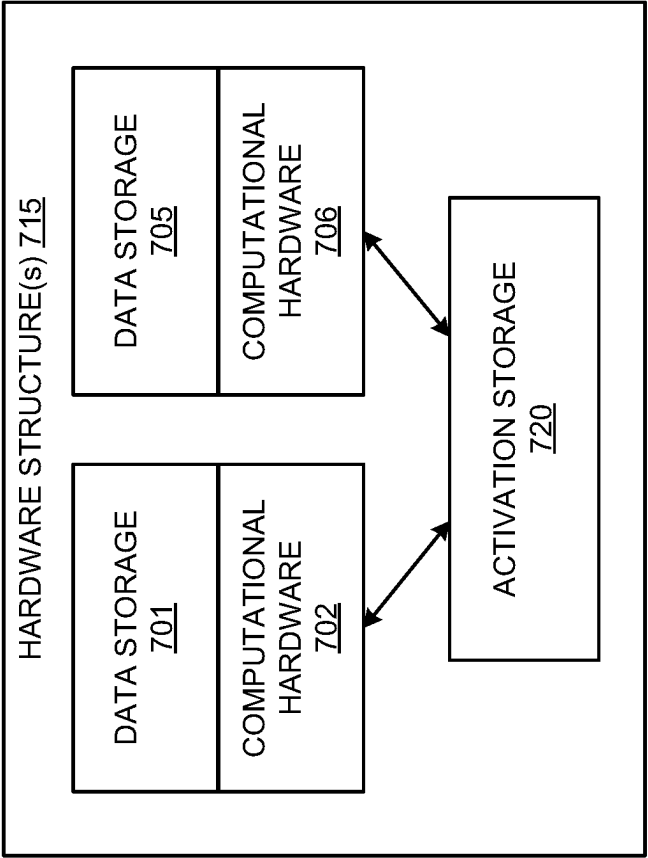 HARDWARE STRUCTURE(s) 715
DATA STORAGE
701
COMPUTATIONAL
HARDWARE
702
DATA STORAGE
705
COMPUTATIONAL
HARDWARE
706
ACTIVATION STORAGE
720